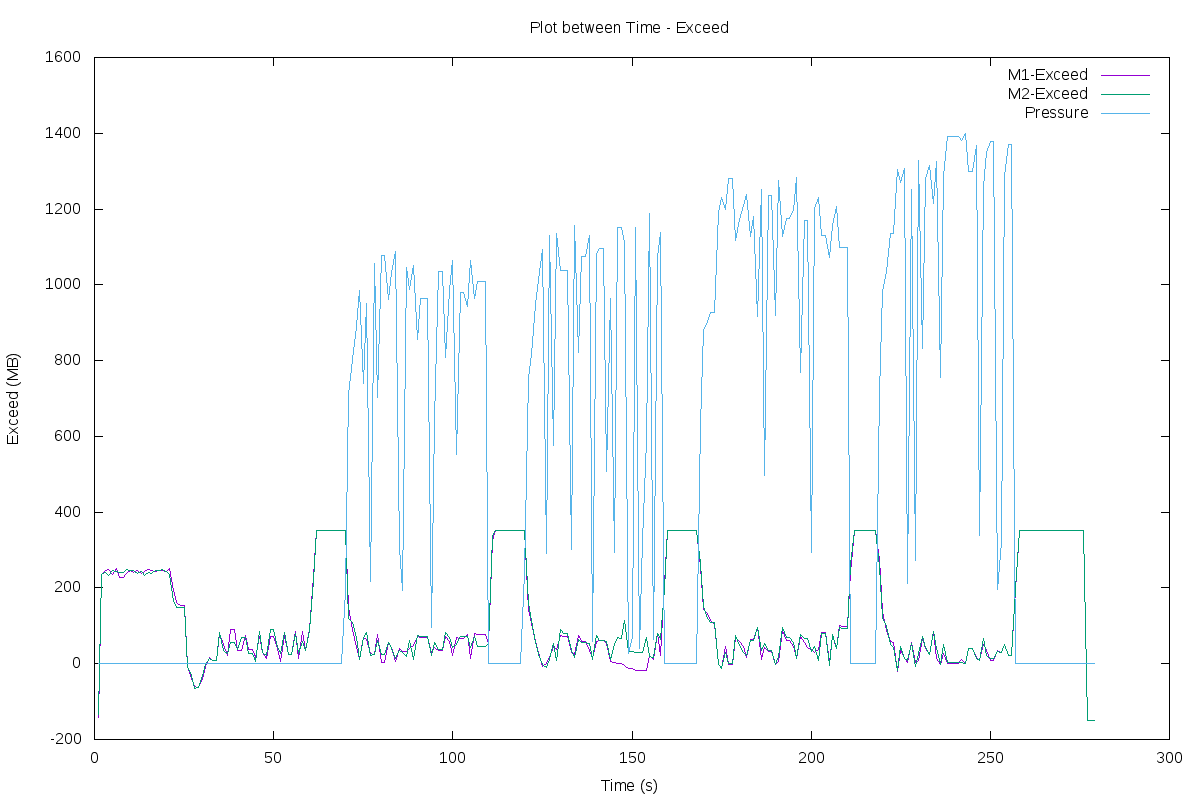 Plot between Time - Exceed
1600
1400
1200
1000
800
600
400
200
0
-200
Exceed (MB)
M1-Exceed
M2-Exceed
Pressure
0 50 100 150 200 250 300
Time (s)